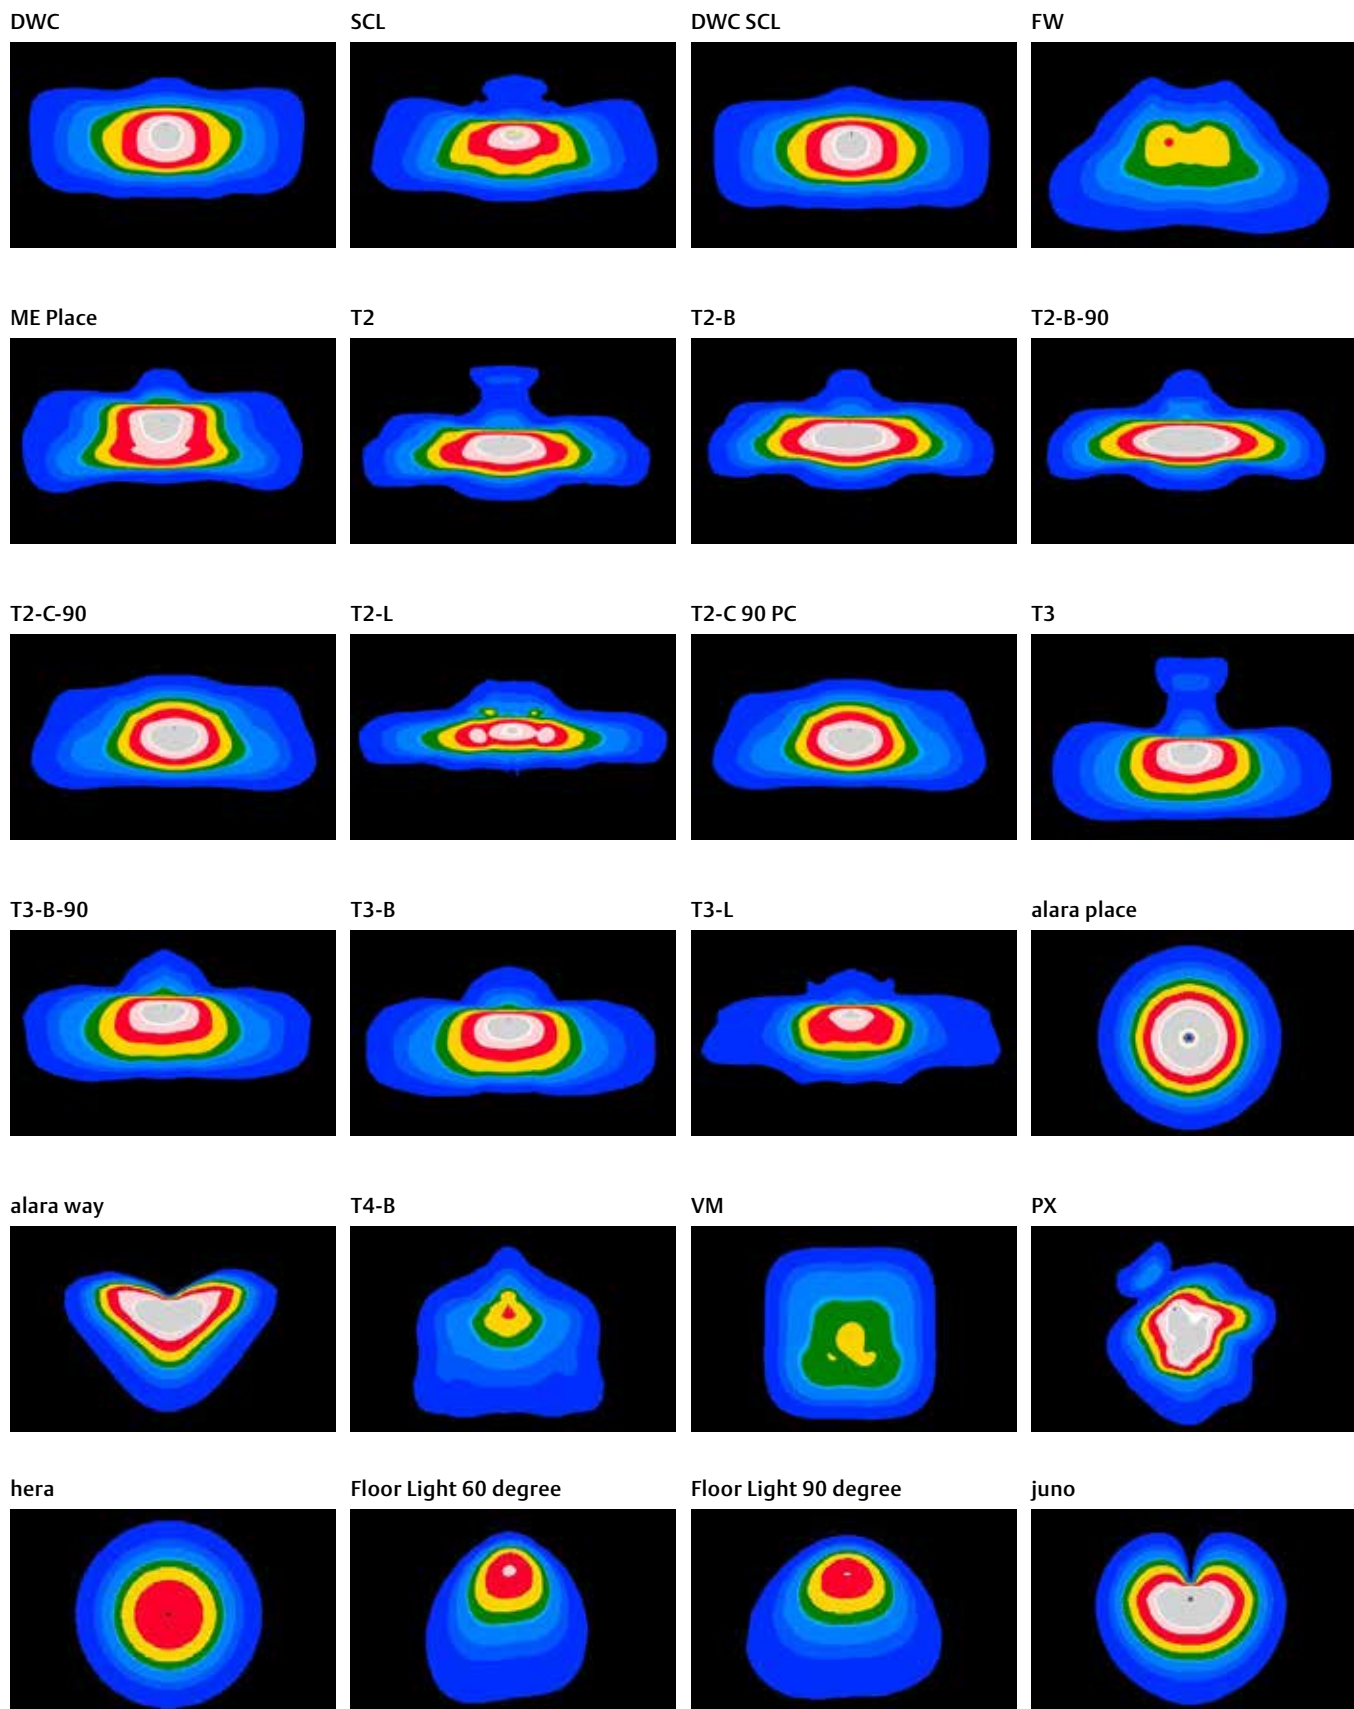 DWC
SCL
DWC SCL
FW
ME Place
T2
T2-B
T2-B-90
T2-C-90
T2-L
T2-C 90 PC
T3
T3-B-90
T3-B
T3-L
alara place
alara way
T4-B
VM
PX
hera
Floor Light 60 degree
Floor Light 90 degree
juno